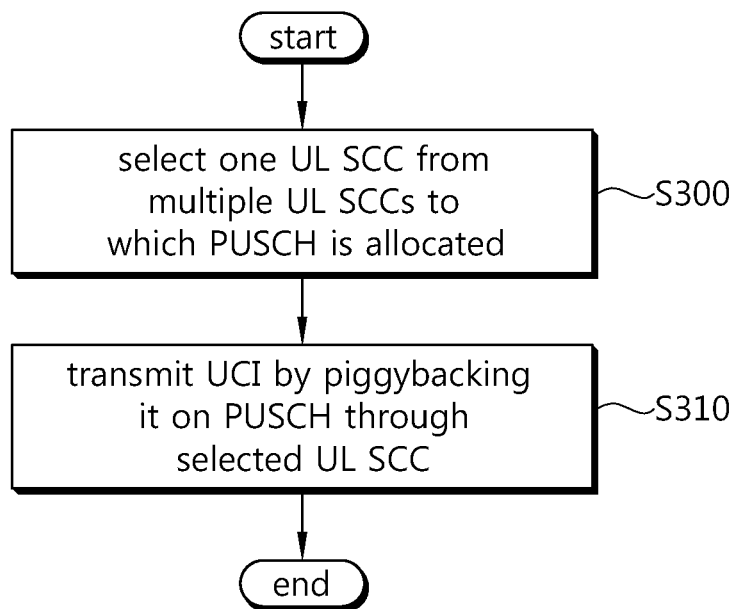 start
select one UL SCC from
multiple UL SCCs to
which PUSCH is allocated
S300
transmit UCI by piggybacking
it on PUSCH through
selected UL SCC
S310
end